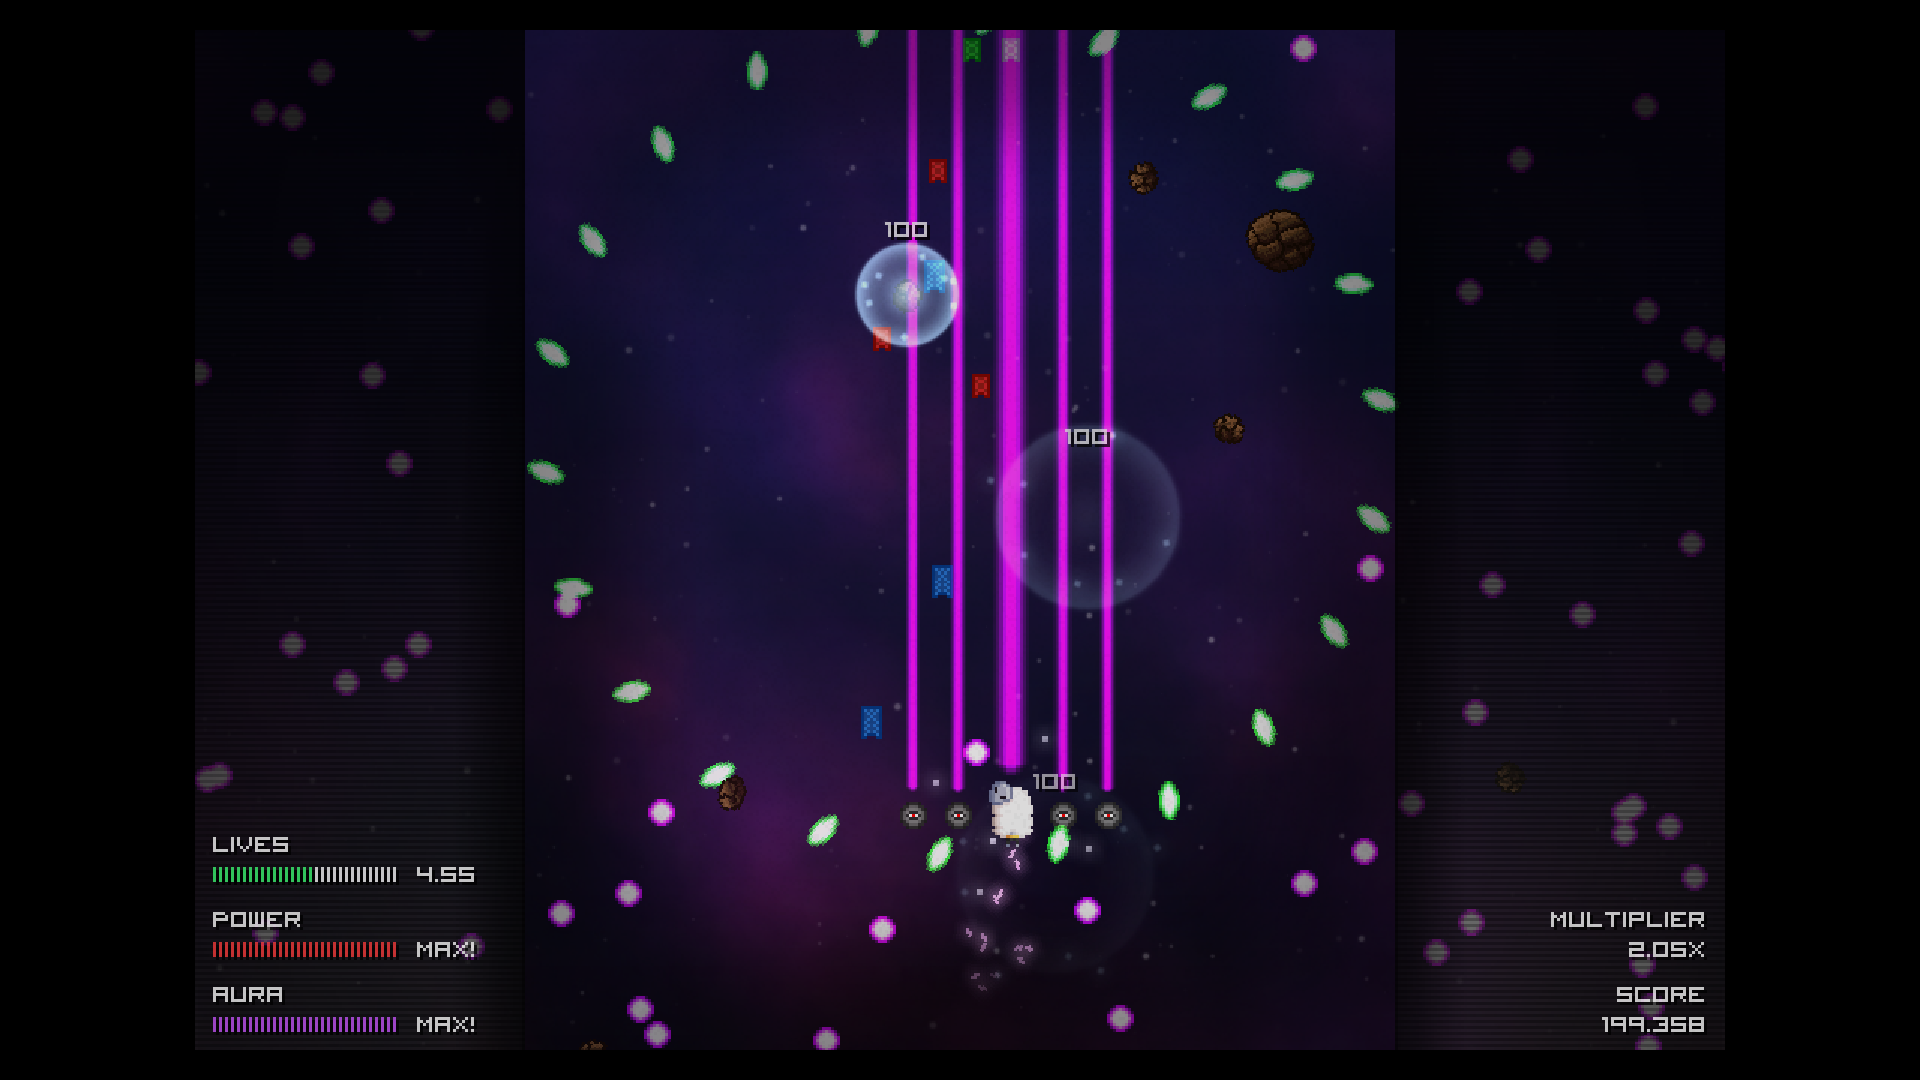 100
100
100
LIVES
4.55
POWER
MAX!
AURA
MAX!
MULTIPLIER
2.05X
SCORE
199.358